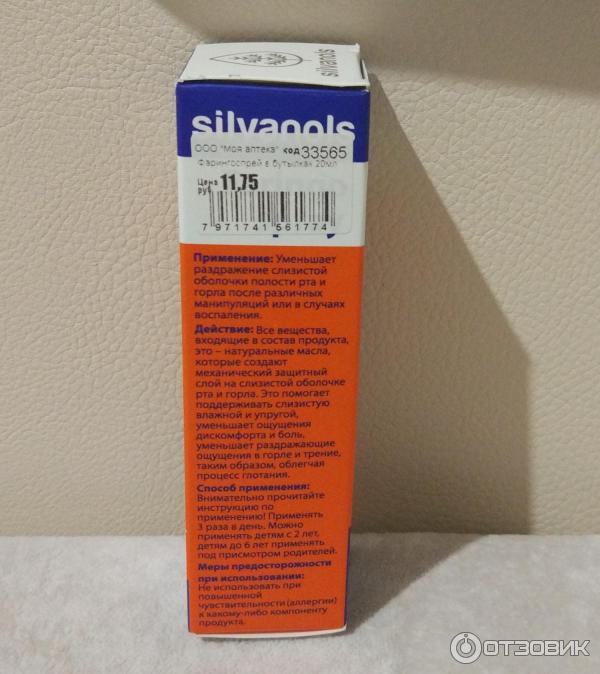 silvanols
silvanols
ООО "Моя аптека" код 33565
Фарингоспрей в бутылках 20мл
Цена руб. 11,75
7 971741 561774
Применение: Уменьшает
раздражение слизистой
оболочки полости рта и
горла после различных
манипуляций или в случаях
воспаления.
Действие: Все вещества,
входящие в состав продукта,
это – натуральные масла,
которые создают
механический защитный
слой на слизистой оболочке
рта и горла. Это помогает
поддерживать слизистую
влажной и упругой,
уменьшает ощущения
дискомфорта и боль,
уменьшает раздражающие
ощущения в горле и трение,
таким образом, облегчая
процесс глотания.
Способ применения:
Внимательно прочитайте
инструкцию по
применению! Применять
3 раза в день. Можно
применять детям с 2 лет,
детям до 6 лет применять
под присмотром родителей.
Меры предосторожности
при использовании:
Не использовать при
повышенной
чувствительности (аллергии)
к какому-либо компоненту
продукта.
ОТЗОВИК